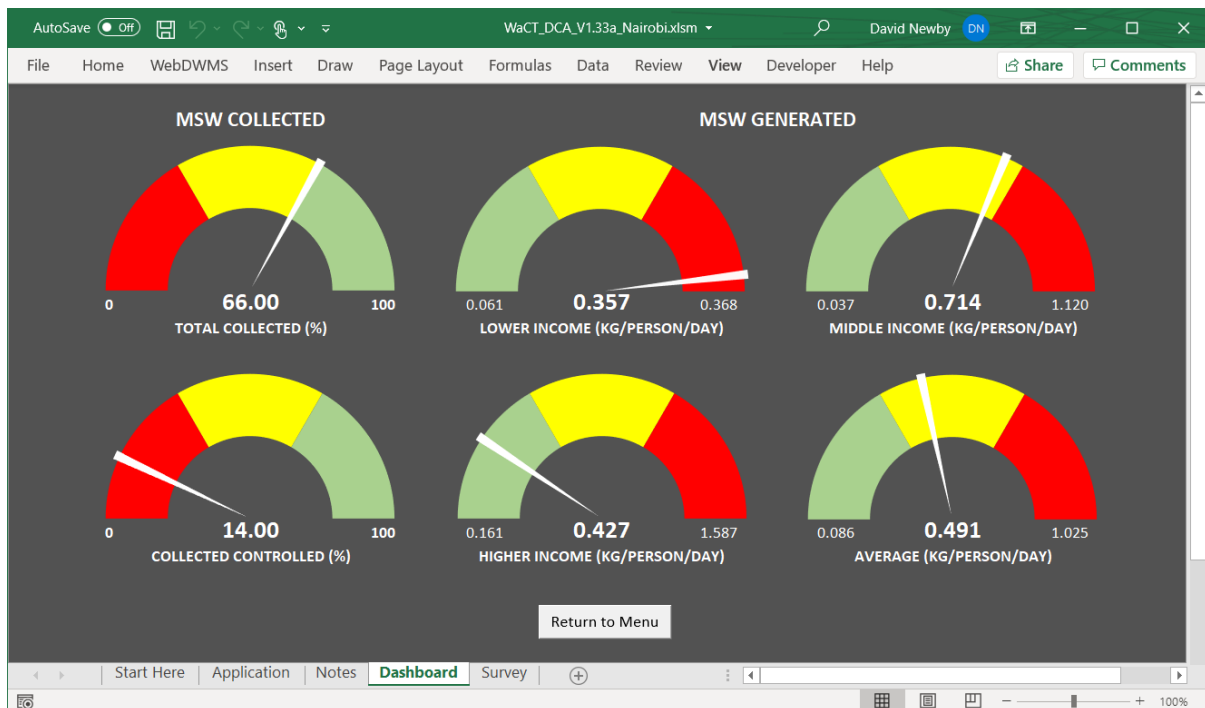 AutoSave Off WaCT_DCA_V1.33a_Nairobi.xlsm David Newby DN
File Home WebDWMS Insert Draw Page Layout Formulas Data Review View Developer Help Share Comments
MSW COLLECTED MSW GENERATED
0 66.00 100 0.061 0.357 0.368 0.037 0.714 1.120
TOTAL COLLECTED (%) LOWER INCOME (KG/PERSON/DAY) MIDDLE INCOME (KG/PERSON/DAY)
0 14.00 100 0.161 0.427 1.587 0.086 0.491 1.025
COLLECTED CONTROLLED (%) HIGHER INCOME (KG/PERSON/DAY) AVERAGE (KG/PERSON/DAY)
Return to Menu
Start Here Application Notes Dashboard Survey
100%